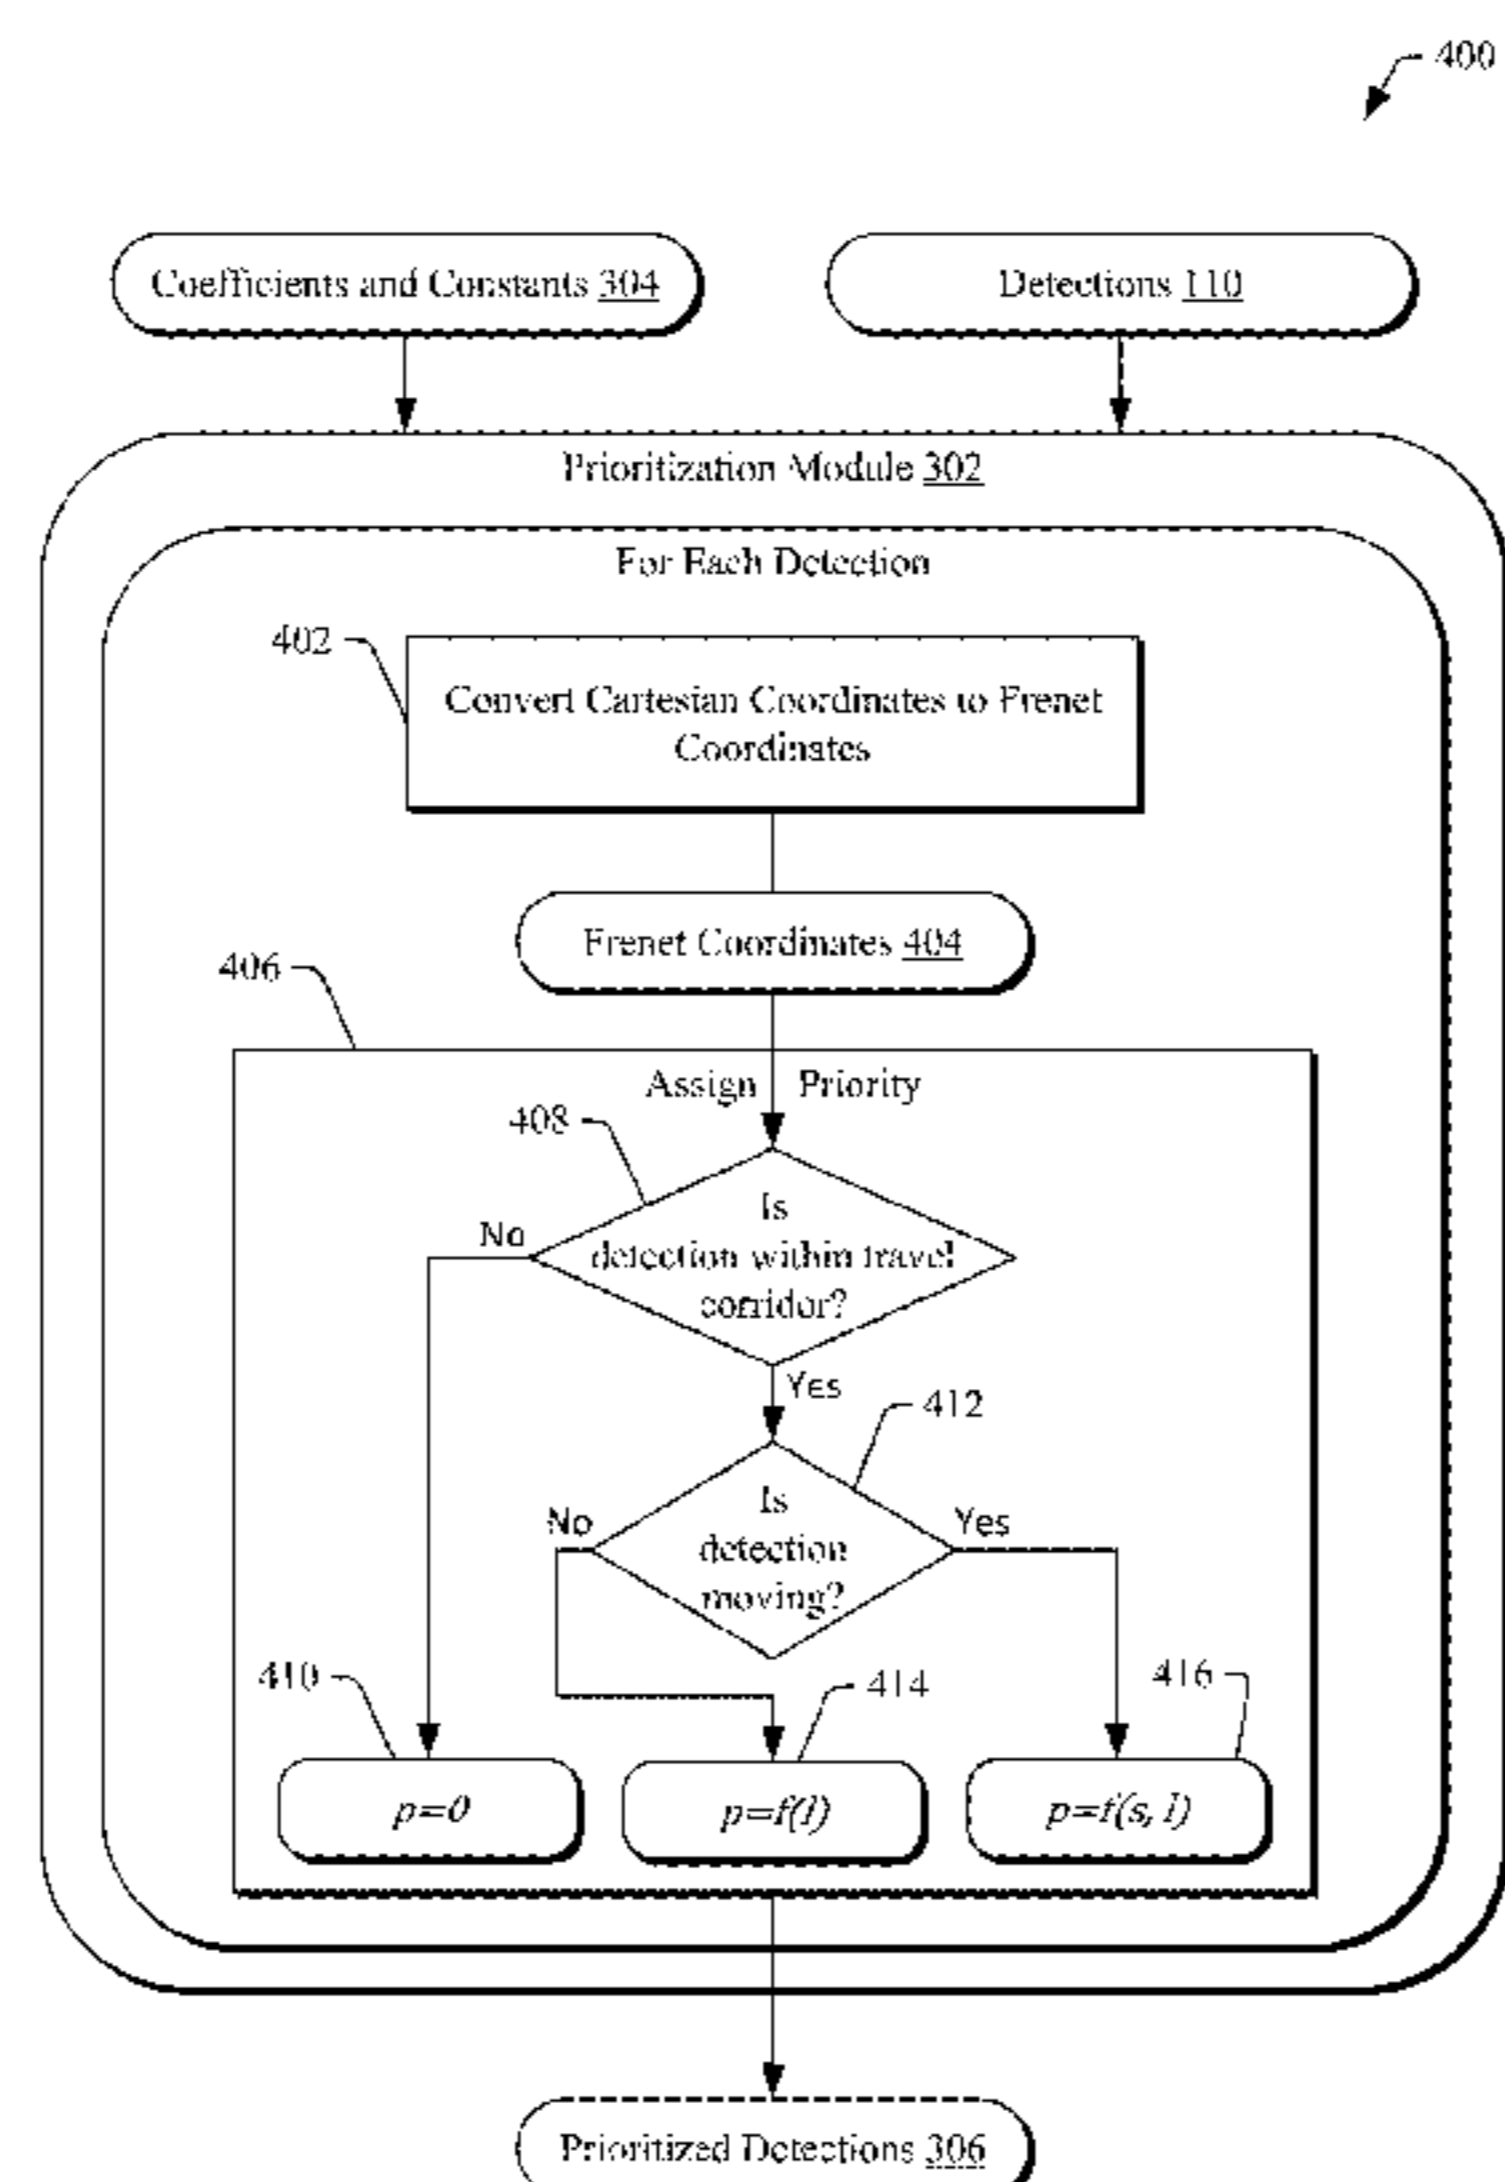 400
Coefficients and Constants 304
Detections 110
Prioritization Module 302
For Each Detection
402
Convert Cartesian Coordinates to Frenet
Coordinates
Frenet Coordinates 404
406
Assign Priority
408
Is
detection within travel
corridor?
No
Yes
412
Is
detection
moving?
No
Yes
410
414
416
p=0
p=f(l)
p=f(s, l)
Prioritized Detections 306